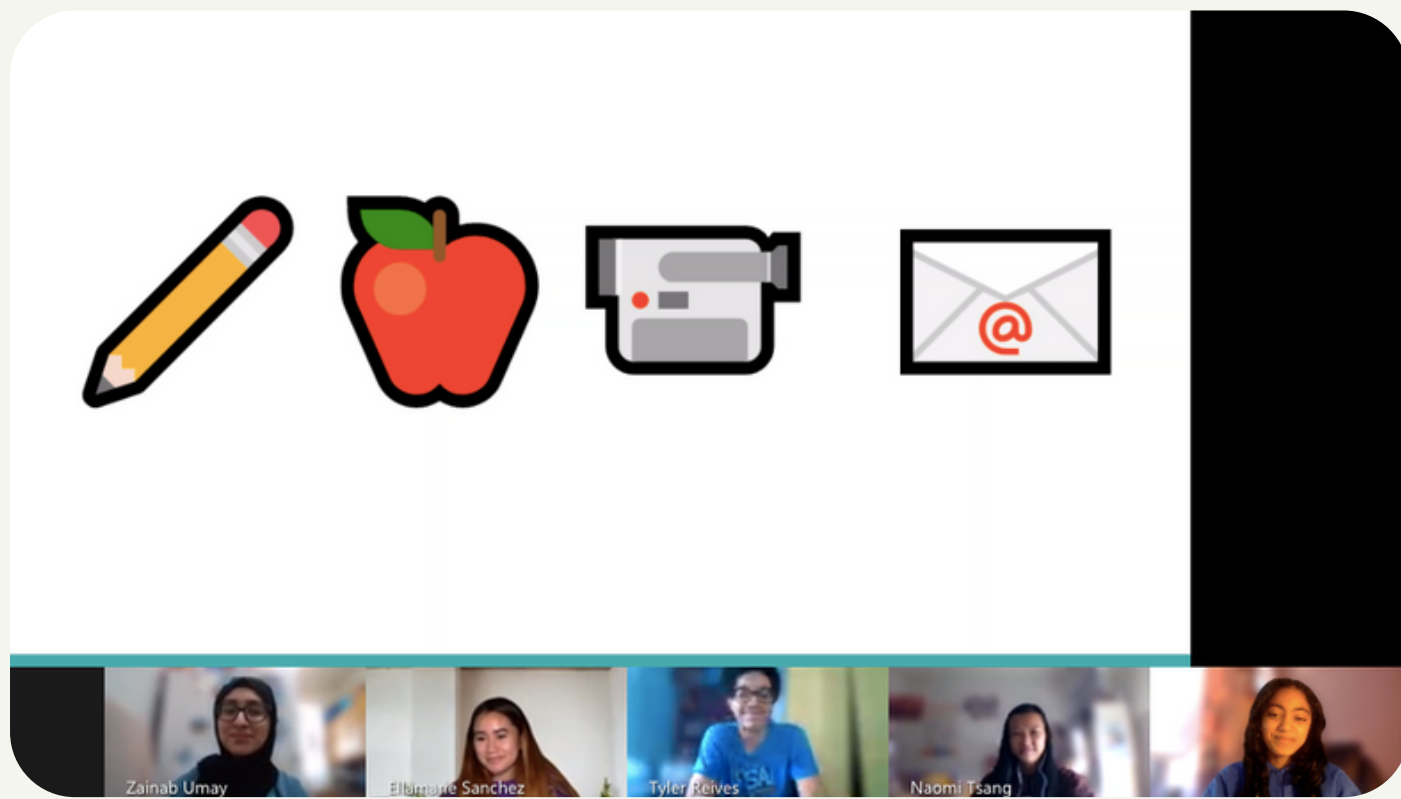 @
Zainab Umay
Ellamarie Sanchez
Tyler Reives
Naomi Tsang